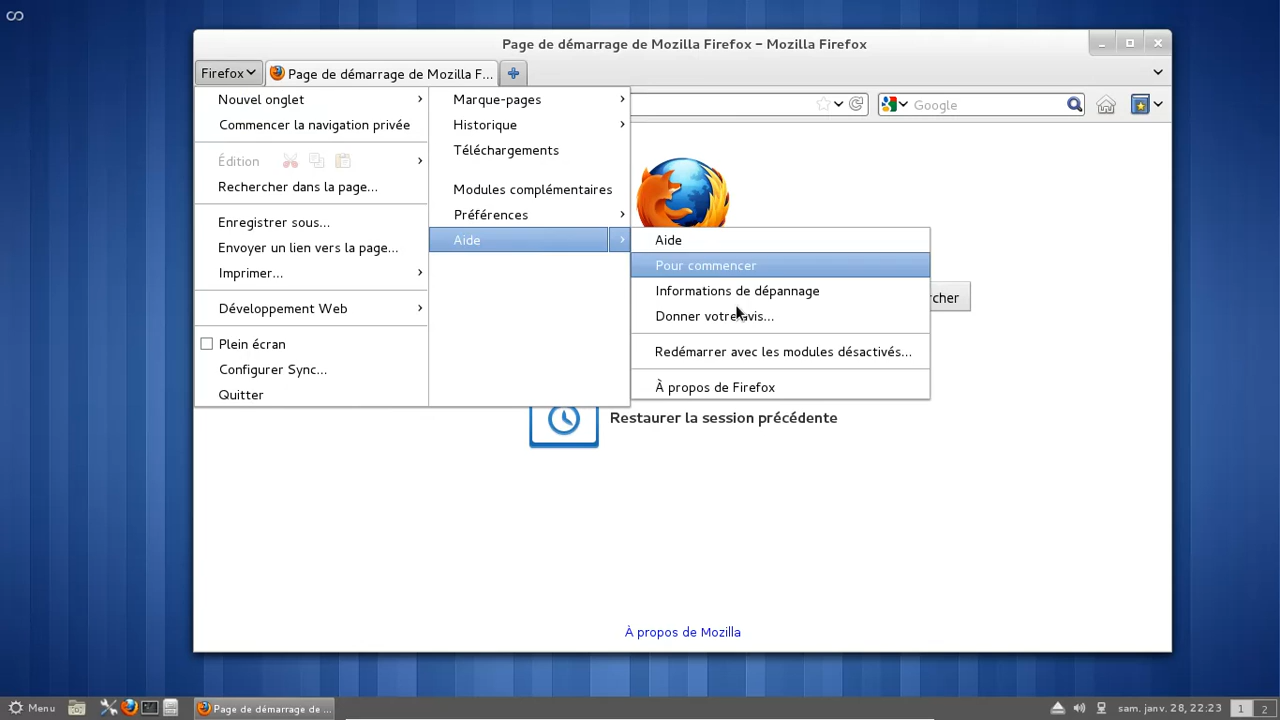 Page de démarrage de Mozilla Firefox – Mozilla Firefox
Firefox
Page de démarrage de Mozilla F...
Google
Nouvel onglet
Commencer la navigation privée
Édition
Rechercher dans la page...
Enregistrer sous...
Envoyer un lien vers la page...
Imprimer...
Développement Web
Plein écran
Configurer Sync...
Quitter
Marque-pages
Historique
Téléchargements
Modules complémentaires
Préférences
Aide
Aide
Pour commencer
Informations de dépannage
Donner votre avis...
Redémarrer avec les modules désactivés...
À propos de Firefox
cher
Restaurer la session précédente
À propos de Mozilla
Menu
Page de démarrage de ...
sam. janv. 28, 22:23
1
2